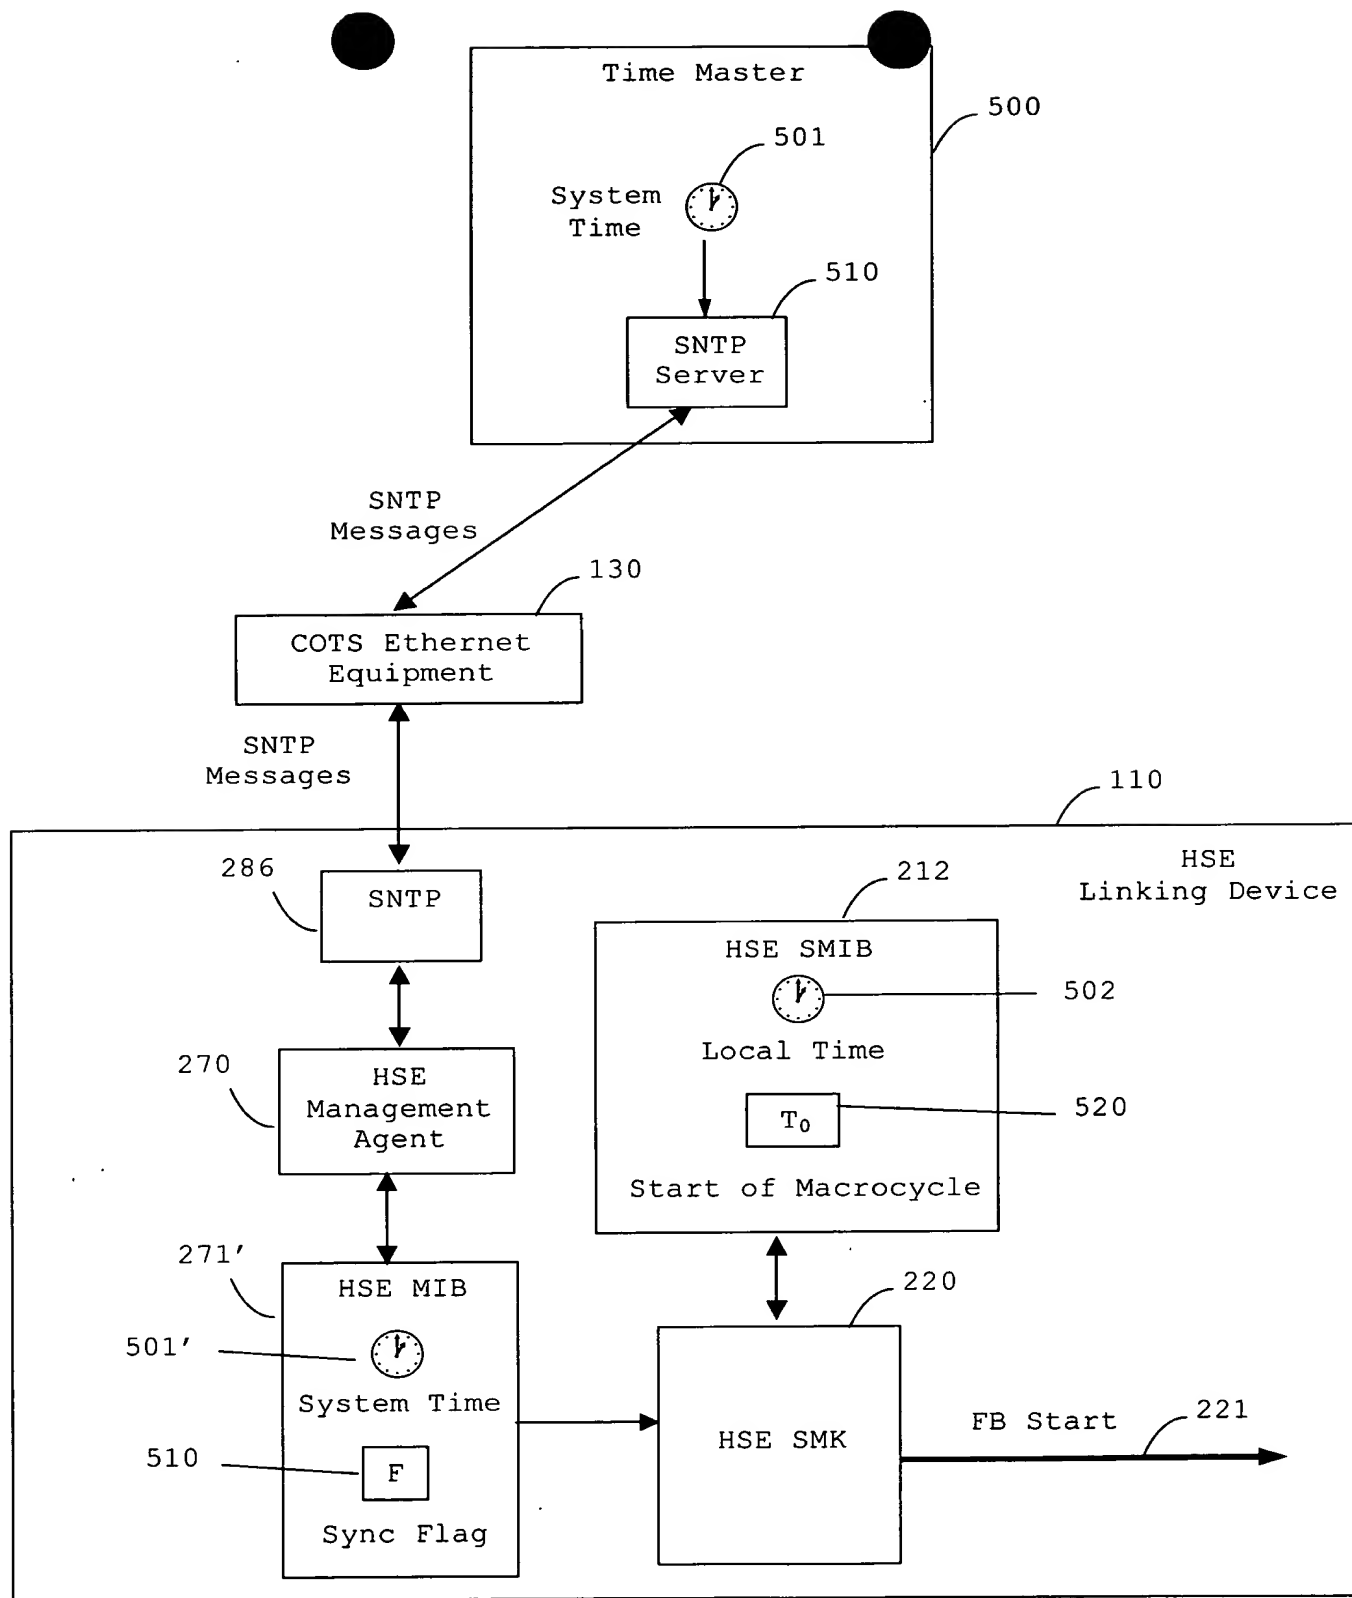 Time Master
500
501
System
Time
510
SNTP
Server
SNTP
Messages
130
COTS Ethernet
Equipment
SNTP
Messages
110
HSE
Linking Device
286
SNTP
212
HSE SMIB
502
Local Time
270
HSE
Management
Agent
520
T₀
Start of Macrocycle
271'
HSE MIB
220
501'
System Time
HSE SMK
FB Start
221
510
F
Sync Flag